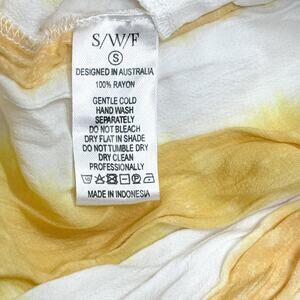 S/W/F
S
DESIGNED IN AUSTRALIA
100% RAYON
GENTLE COLD
HAND WASH
SEPARATELY
DO NOT BLEACH
DRY FLAT IN SHADE
DO NOT TUMBLE DRY
DRY CLEAN
PROFESSIONALLY
MADE IN INDONESIA